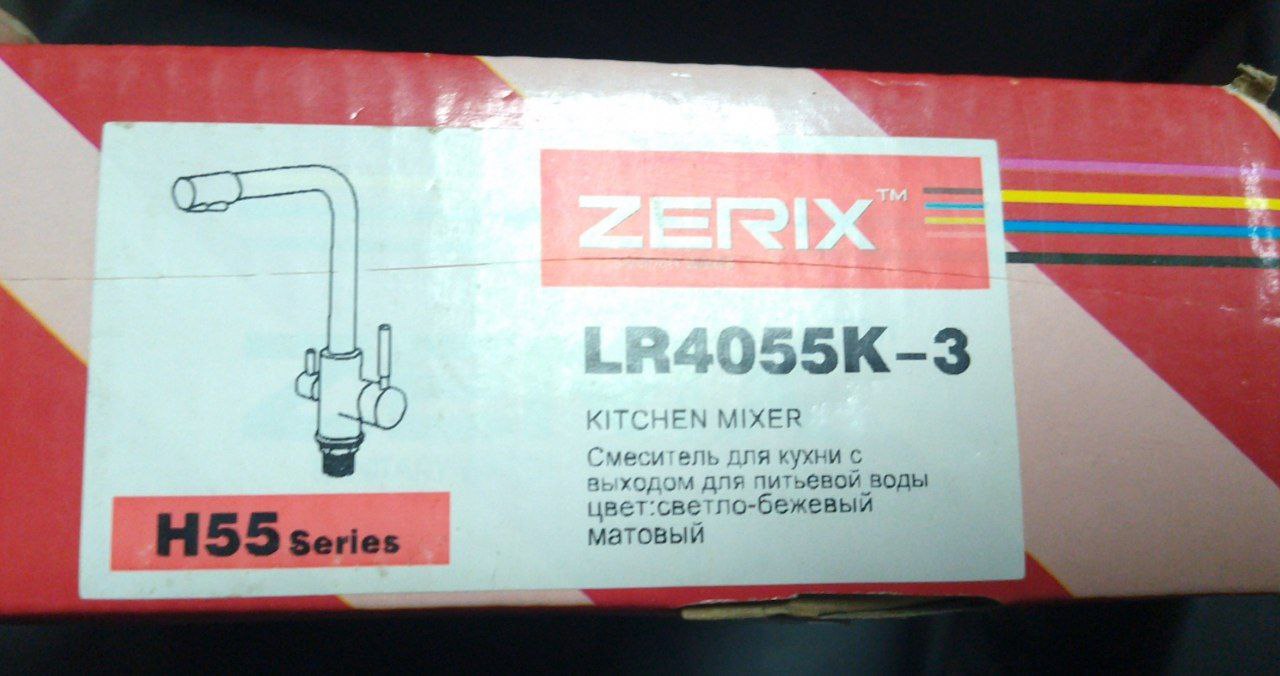 ZERIX™
LR4055K-3
KITCHEN MIXER
Смеситель для кухни с
выходом для питьевой воды
цвет:светло-бежевый
матовый
H55 Series